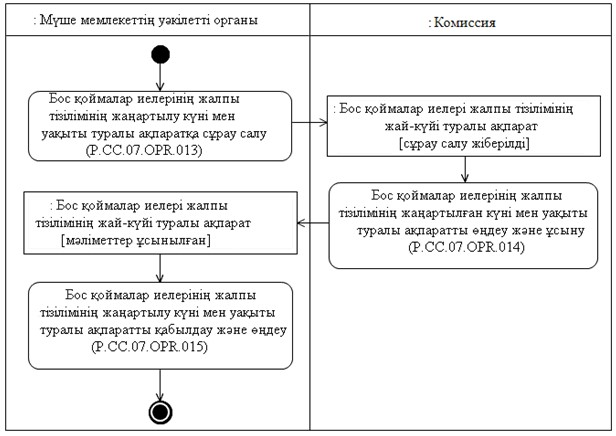 : Мүше мемлекеттің уәкілетті органы
: Комиссия
Бос қоймалар иелерінің жалпы
тізілімінің жаңартылу күні мен
уақыты туралы ақпаратқа сұрау салу
(P.CC.07.OPR.013)
: Бос қоймалар иелері жалпы тізілімінің
жай-күйі туралы ақпарат
[сұрау салу жіберілді]
Бос қоймалар иелерінің жалпы
тізілімінің жаңартылған күні мен уақыты
туралы ақпаратты өңдеу және ұсыну
(P.CC.07.OPR.014)
: Бос қоймалар иелері жалпы
тізілімінің жай-күйі туралы ақпарат
[мәліметтер ұсынылған]
Бос қоймалар иелерінің жалпы
тізілімінің жаңартылу күні мен уақыты
туралы ақпаратты қабылдау және өңдеу
(P.CC.07.OPR.015)